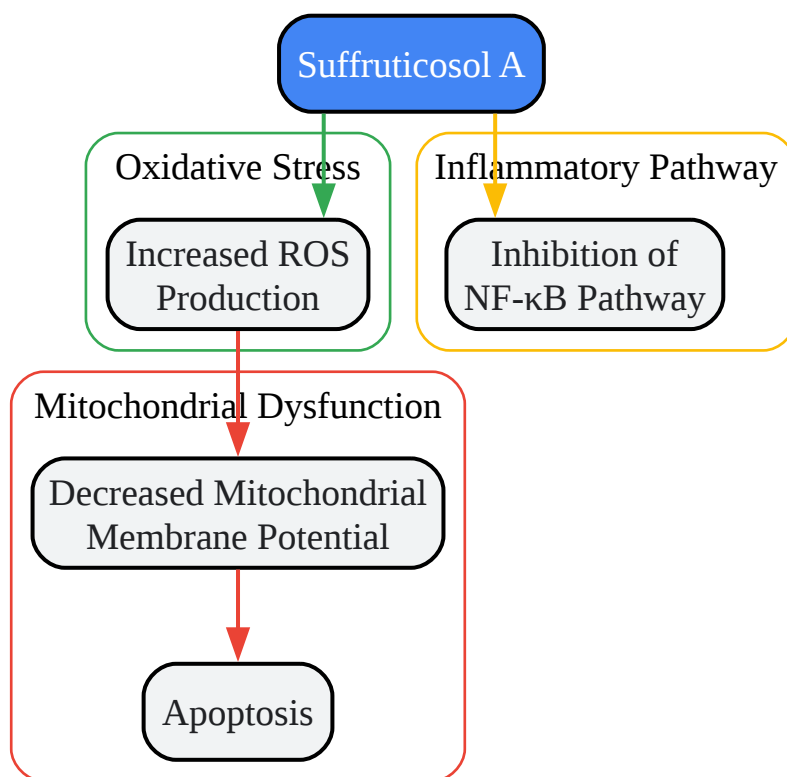 Suffruticosol A
Oxidative Stress
Inflammatory Pathway
Increased ROS
Production
Inhibition of
NF-κB Pathway
Mitochondrial Dysfunction
Decreased Mitochondrial
Membrane Potential
Apoptosis